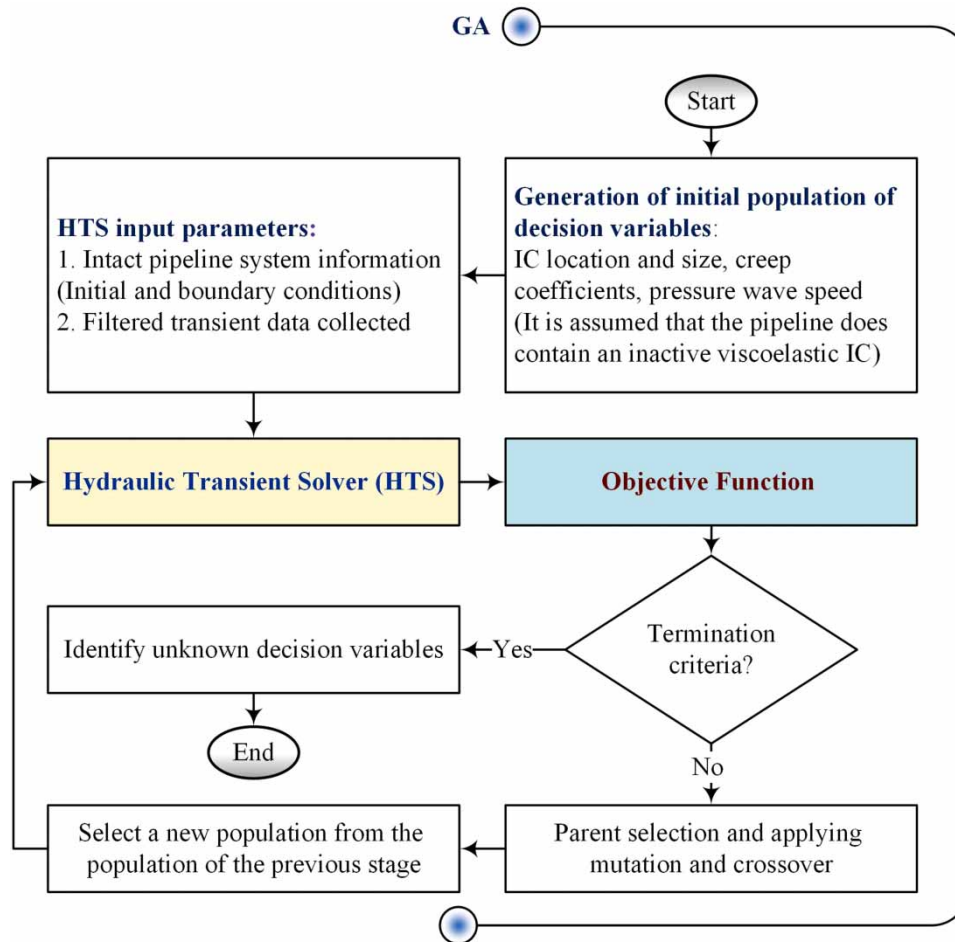 GA
Start
Generation of initial population of
decision variables:
IC location and size, creep
coefficients, pressure wave speed
(It is assumed that the pipeline does
contain an inactive viscoelastic IC)
HTS input parameters:
1. Intact pipeline system information
(Initial and boundary conditions)
2. Filtered transient data collected
Hydraulic Transient Solver (HTS)
Objective Function
Termination
criteria?
Yes
Identify unknown decision variables
End
No
Parent selection and applying
mutation and crossover
Select a new population from the
population of the previous stage